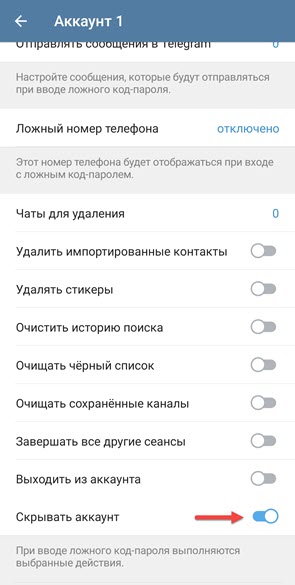 Аккаунт 1
Отправлять сообщения в Telegram 0
Настройте сообщения, которые будут отправляться
при вводе ложного код-пароля.
Ложный номер телефона отключено
Этот номер телефона будет отображаться при входе
с ложным код-паролем.
Чаты для удаления 0
Удалить импортированные контакты
Удалять стикеры
Очистить историю поиска
Очищать чёрный список
Очищать сохранённые каналы
Завершать все другие сеансы
Выходить из аккаунта
Скрывать аккаунт
При вводе ложного код-пароля выполняются
выбранные действия.